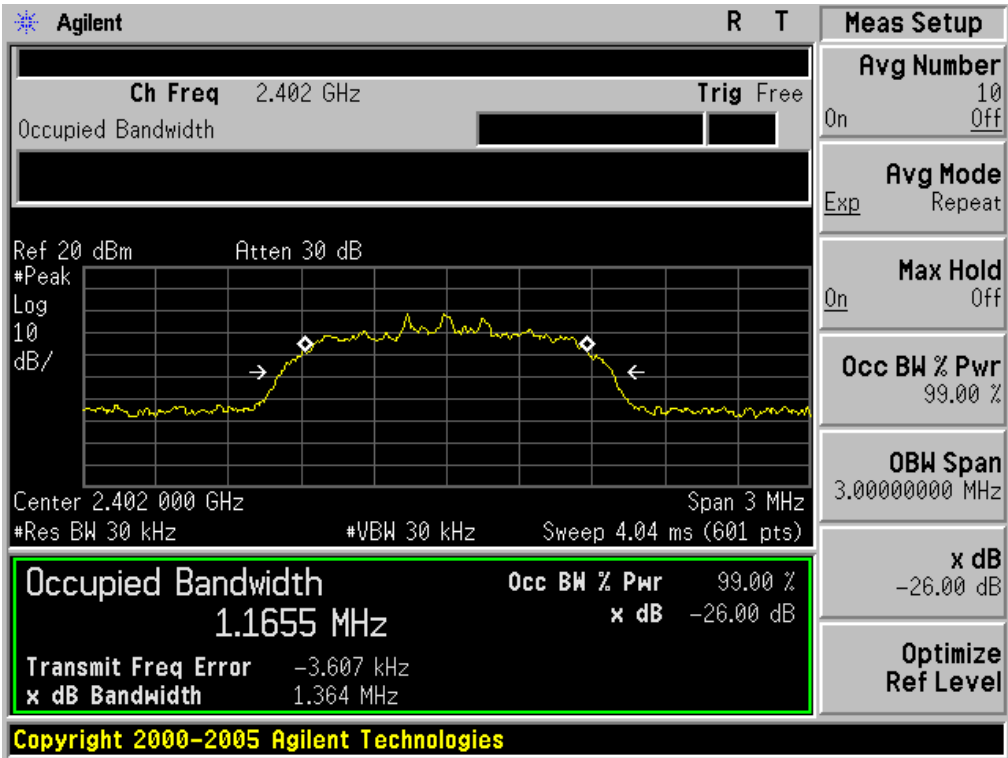 Agilent R T
Ch Freq 2.402 GHz Trig Free
Occupied Bandwidth
Ref 20 dBm Atten 30 dB
#Peak
Log
10
dB/
Center 2.402 000 GHz Span 3 MHz
#Res BW 30 kHz #VBW 30 kHz Sweep 4.04 ms (601 pts)
Occupied Bandwidth Occ BW % Pwr 99.00 %
1.1655 MHz x dB -26.00 dB
Transmit Freq Error -3.607 kHz
x dB Bandwidth 1.364 MHz
Copyright 2000-2005 Agilent Technologies
Meas Setup
Avg Number
10
On Off
Avg Mode
Exp Repeat
Max Hold
On Off
Occ BW % Pwr
99.00 %
OBW Span
3.00000000 MHz
x dB
-26.00 dB
Optimize
Ref Level